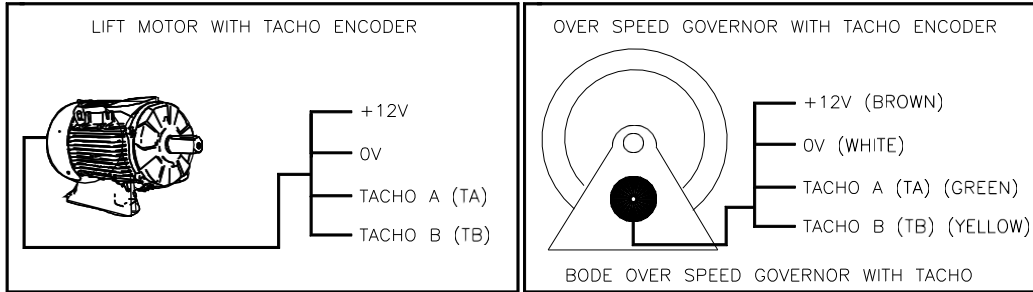 LIFT MOTOR WITH TACHO ENCODER
+12V
0V
TACHO A (TA)
TACHO B (TB)
OVER SPEED GOVERNOR WITH TACHO ENCODER
+12V (BROWN)
0V (WHITE)
TACHO A (TA) (GREEN)
TACHO B (TB) (YELLOW)
BODE OVER SPEED GOVERNOR WITH TACHO